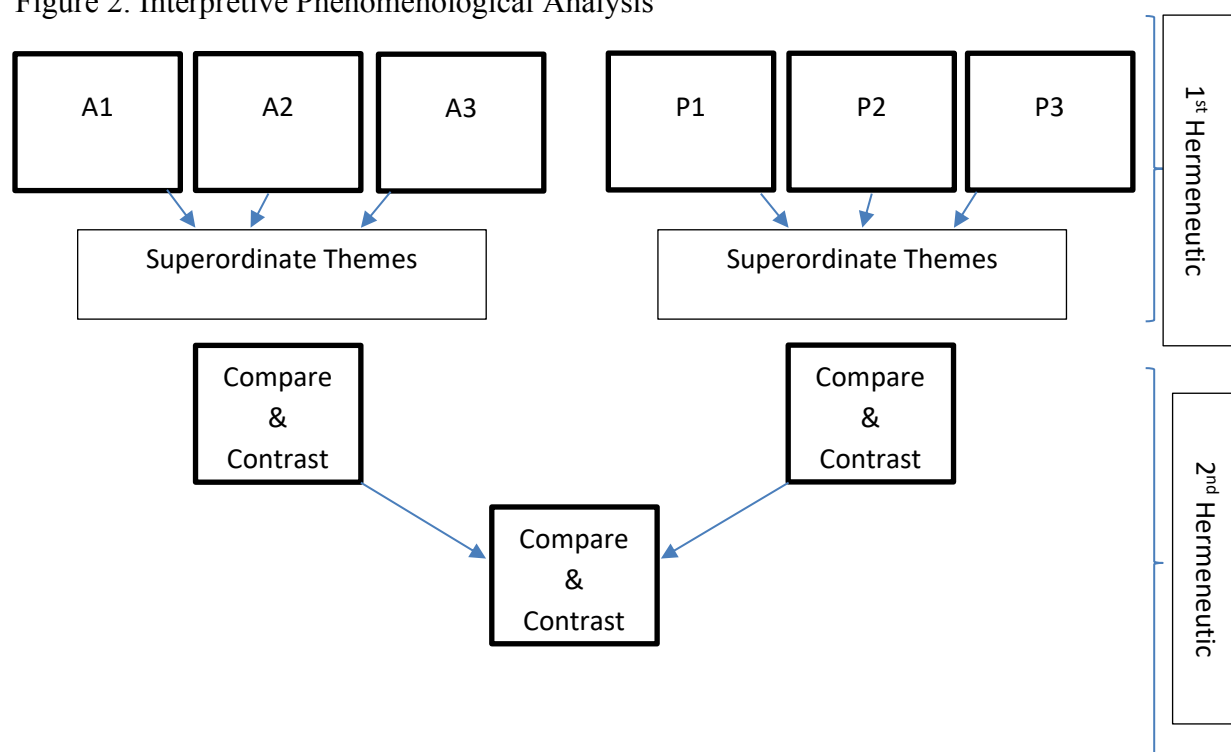 Figure 2. Interpretive Phenomenological Analysis
A1
A2
A3
P1
P2
P3
1st Hermeneutic
Superordinate Themes
Superordinate Themes
Compare
&
Contrast
Compare
&
Contrast
Compare
&
Contrast
2nd Hermeneutic